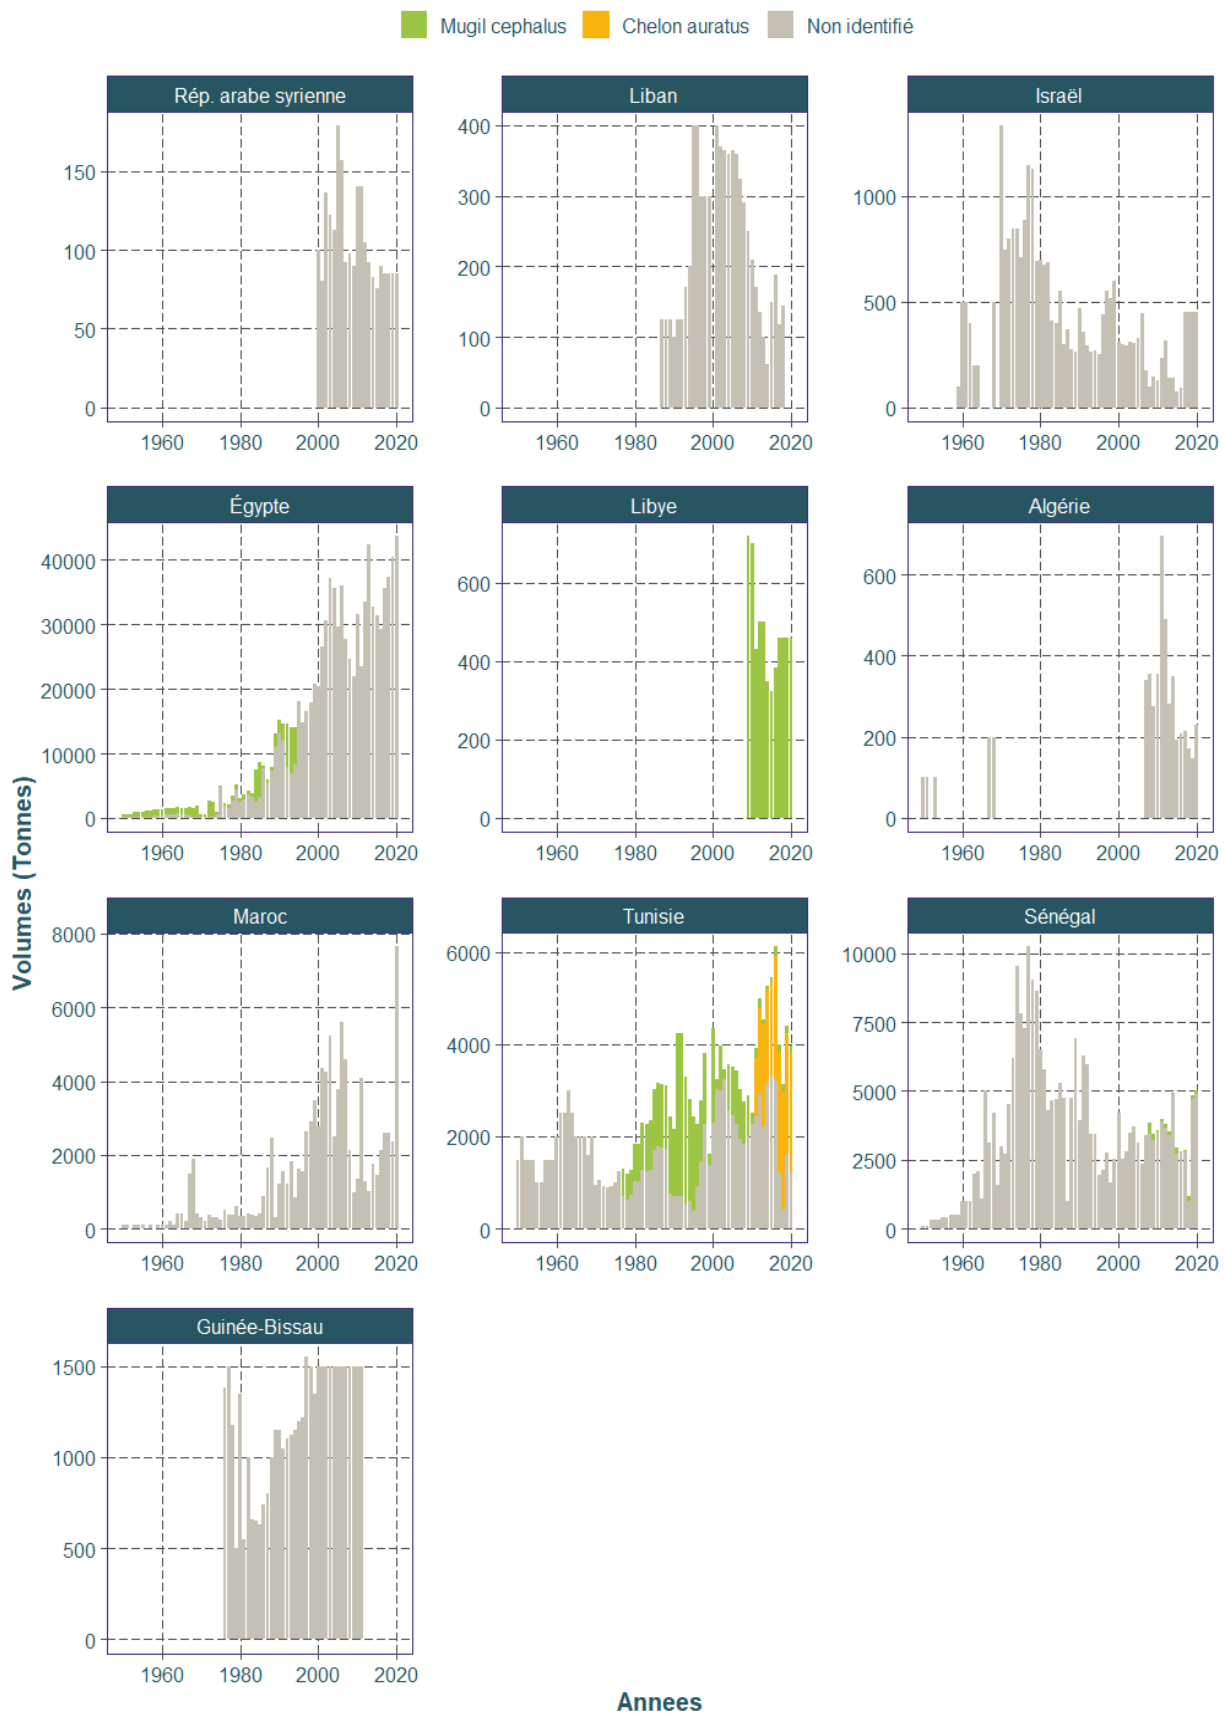 Mugil cephalus Chelon auratus Non identifié
Rép. arabe syrienne
150
100
50
0
1960 1980 2000 2020
Liban
400
300
200
100
0
1960 1980 2000 2020
Israël
1000
500
0
1960 1980 2000 2020
Égypte
40000
30000
20000
10000
0
1960 1980 2000 2020
Libye
600
400
200
0
1960 1980 2000 2020
Algérie
600
400
200
0
1960 1980 2000 2020
Volumes (Tonnes)
Maroc
8000
6000
4000
2000
0
1960 1980 2000 2020
Tunisie
6000
4000
2000
0
1960 1980 2000 2020
Sénégal
10000
7500
5000
2500
0
1960 1980 2000 2020
Guinée-Bissau
1500
1000
500
0
1960 1980 2000 2020
Annees